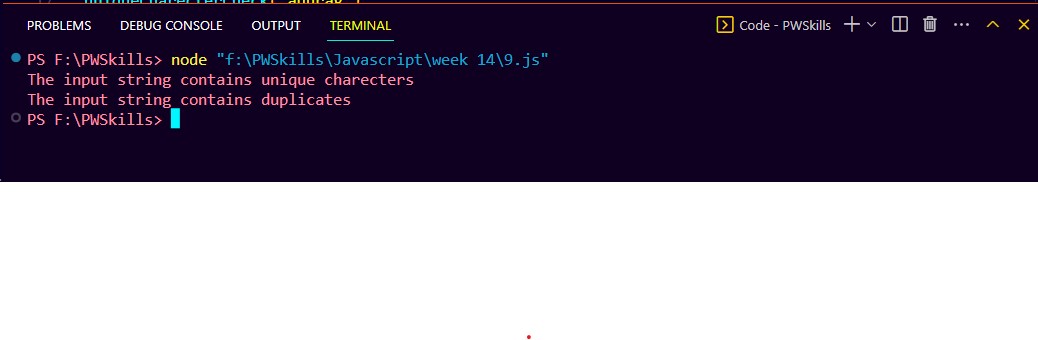 PROBLEMS DEBUG CONSOLE OUTPUT TERMINAL Code - PWSkills
PS F:\PWSkills> node "f:\PWSkills\Javascript\week 14\9.js"
The input string contains unique charecters
The input string contains duplicates
PS F:\PWSkills>